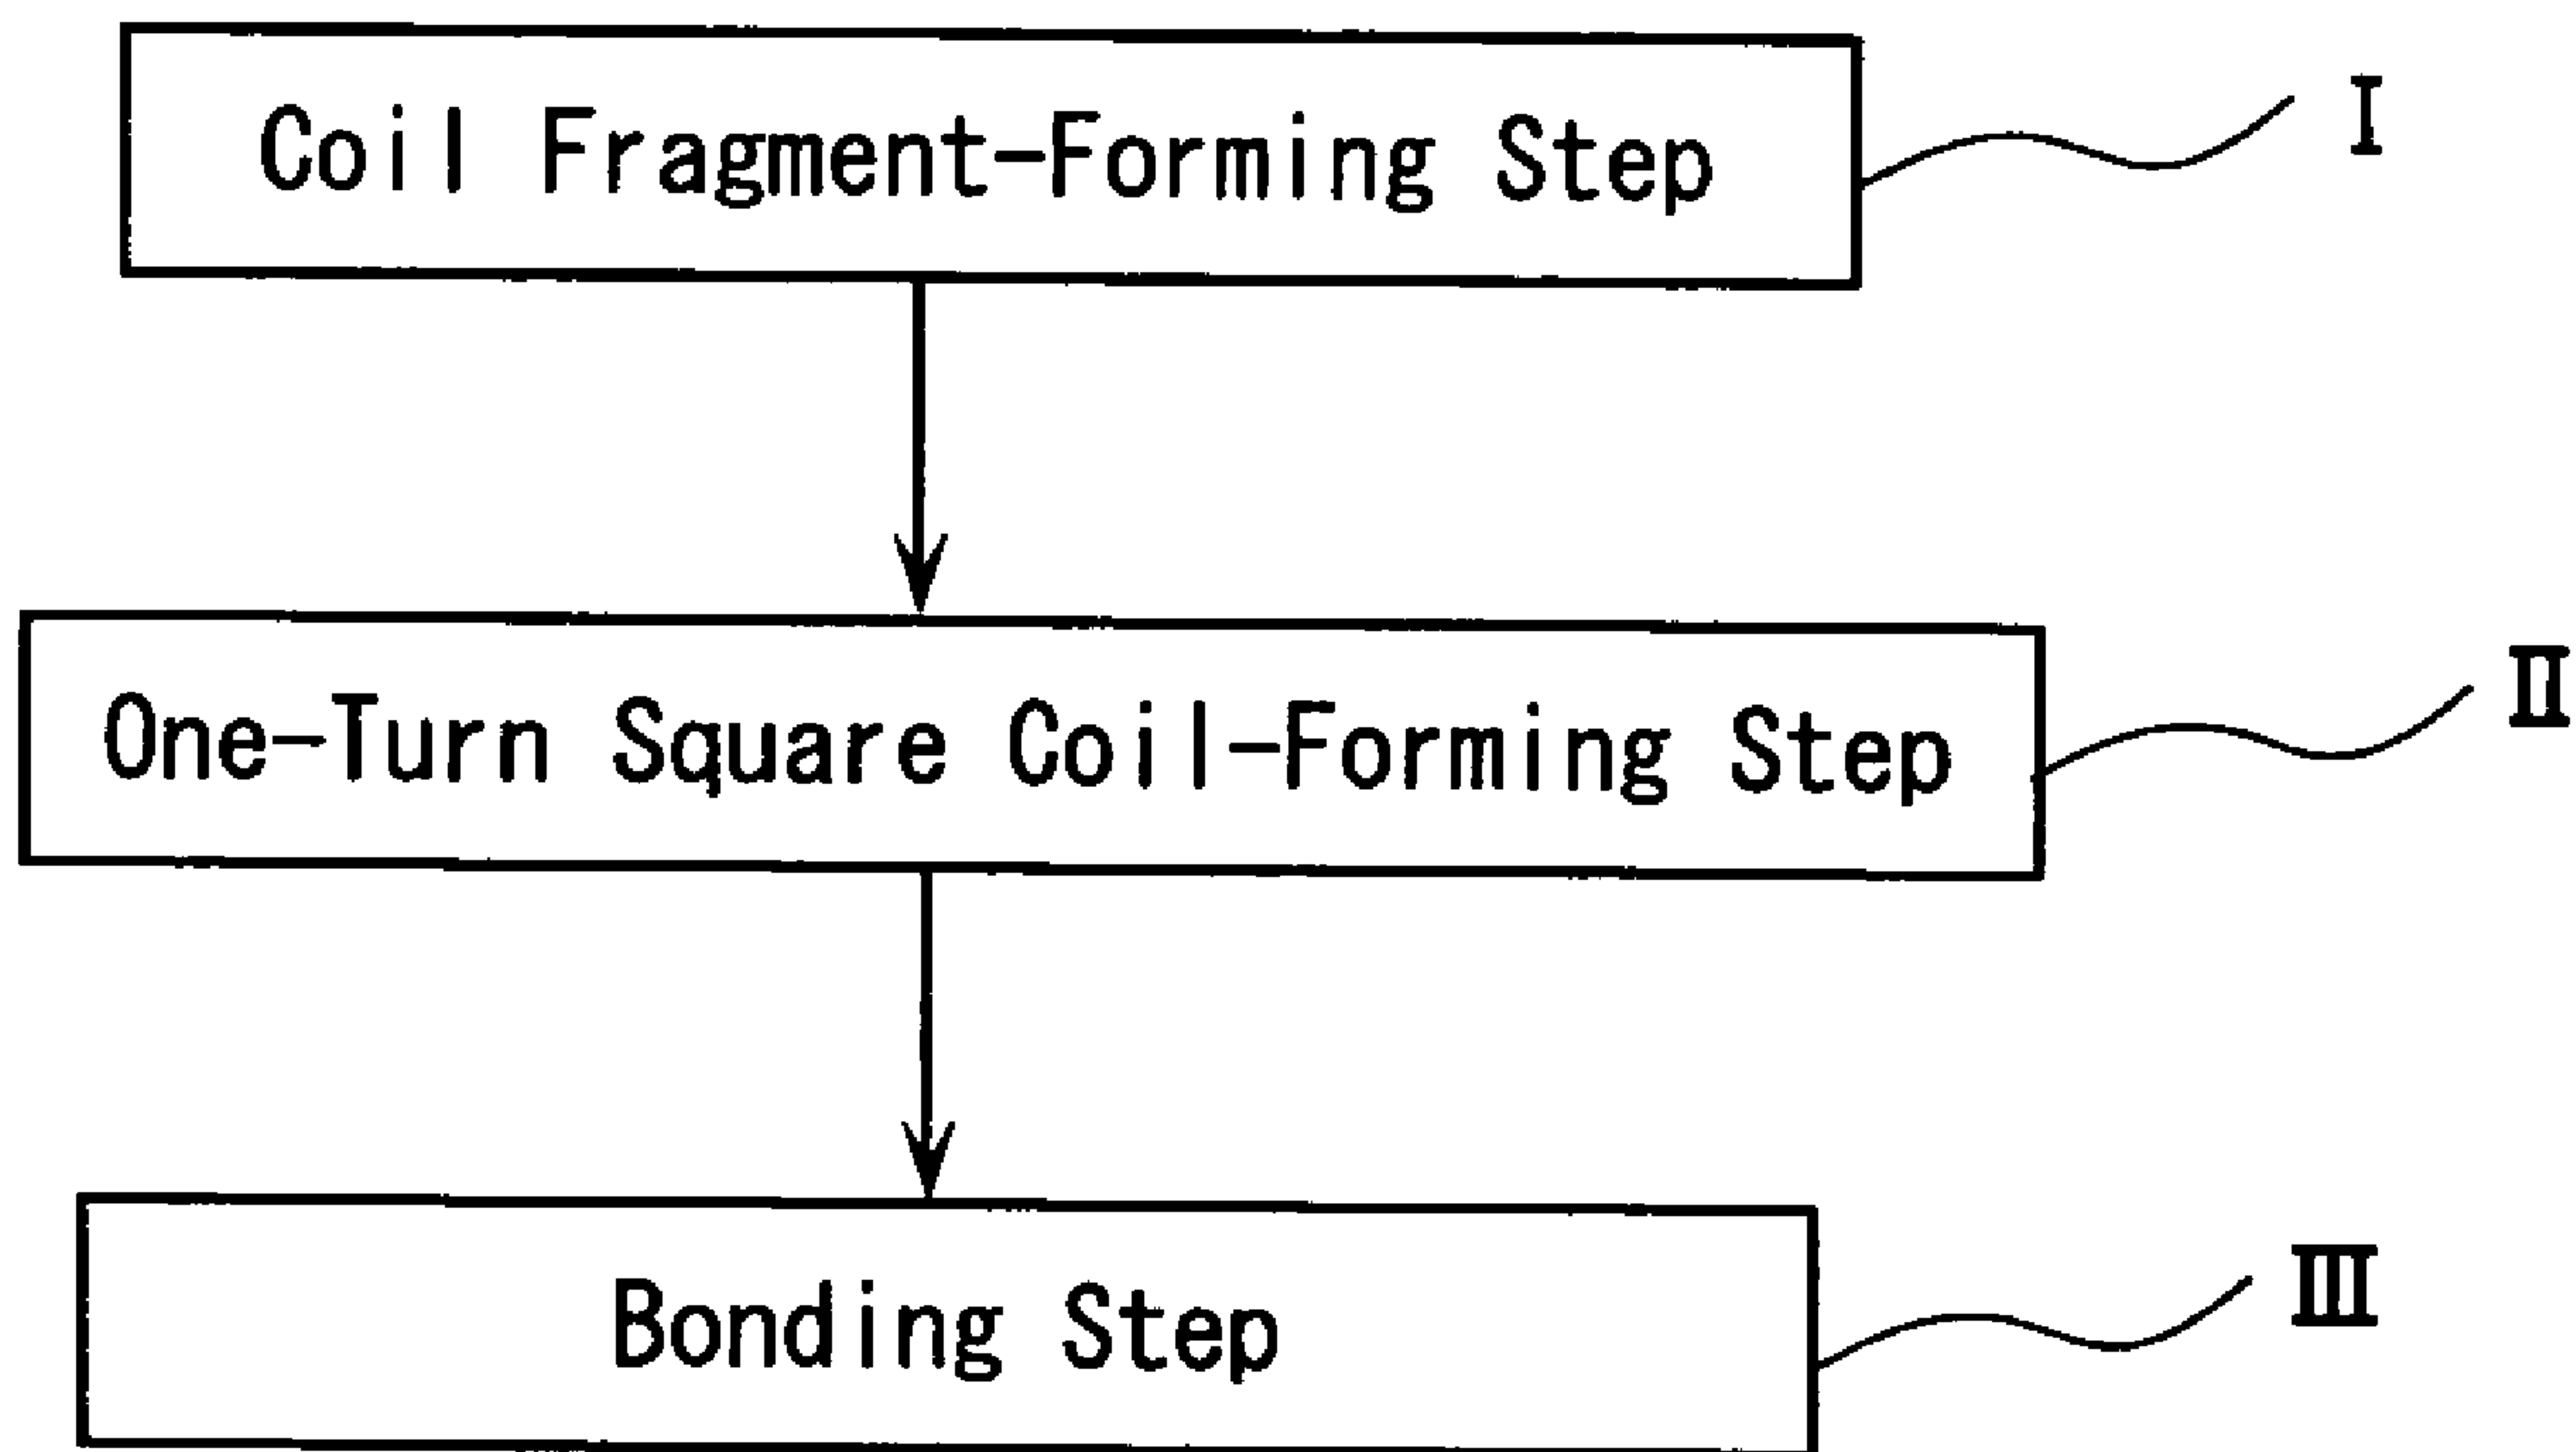 Coil Fragment-Forming Step
I
One-Turn Square Coil-Forming Step
II
Bonding Step
III